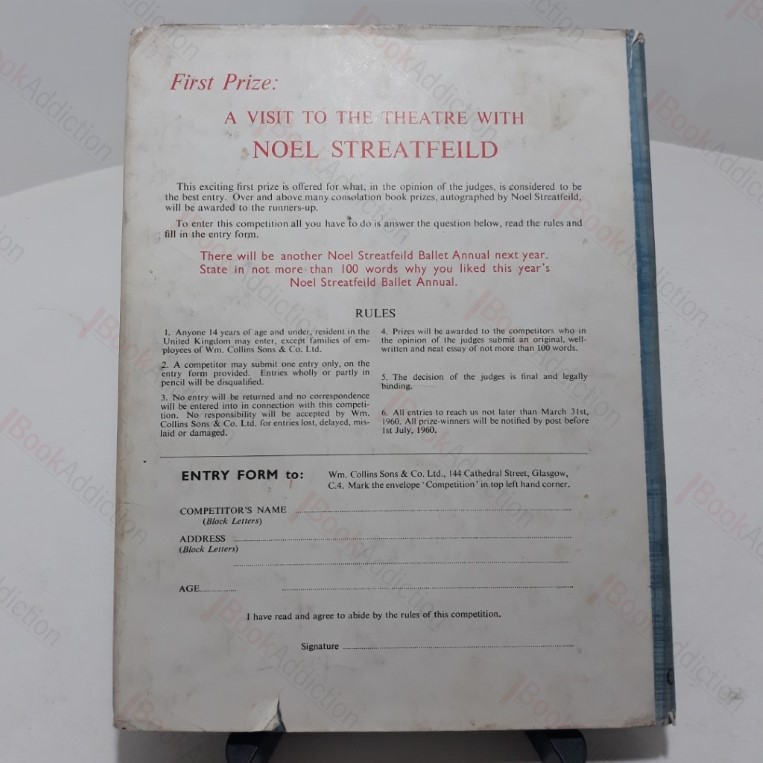 First Prize:
A VISIT TO THE THEATRE WITH
NOEL STREATFEILD
This exciting first prize is offered for what, in the opinion of the judges, is considered to be
the best entry. Over and above many consolation book prizes, autographed by Noel Streatfeild,
will be awarded to the runners-up.
To enter this competition all you have to do is answer the question below, read the rules and
fill in the entry form.
There will be another Noel Streatfeild Ballet Annual next year.
State in not more than 100 words why you liked this year's
Noel Streatfeild Ballet Annual.
RULES
1. Anyone 14 years of age and under, resident in the
United Kingdom may enter, except families of em-
ployees of Wm. Collins Sons & Co. Ltd.
2. A competitor may submit one entry only, on the
entry form provided. Entries wholly or partly in
pencil will be disqualified.
3. No entry will be returned and no correspondence
will be entered into in connection with this competi-
tion. No responsibility will be accepted by Wm.
Collins Sons & Co. Ltd. for entries lost, delayed, mis-
laid or damaged.
4. Prizes will be awarded to the competitors who in
the opinion of the judges submit an original, well-
written and neat essay of not more than 100 words.
5. The decision of the judges is final and legally
binding.
6. All entries to reach us not later than March 31st,
1960. All prize-winners will be notified by post before
1st July, 1960.
ENTRY FORM to:
Wm. Collins Sons & Co. Ltd., 144 Cathedral Street, Glasgow,
C.4. Mark the envelope 'Competition' in top left hand corner.
COMPETITOR'S NAME
(Block Letters)
ADDRESS
(Block Letters)
AGE
I have read and agree to abide by the rules of this competition.
Signature
BookAddiction